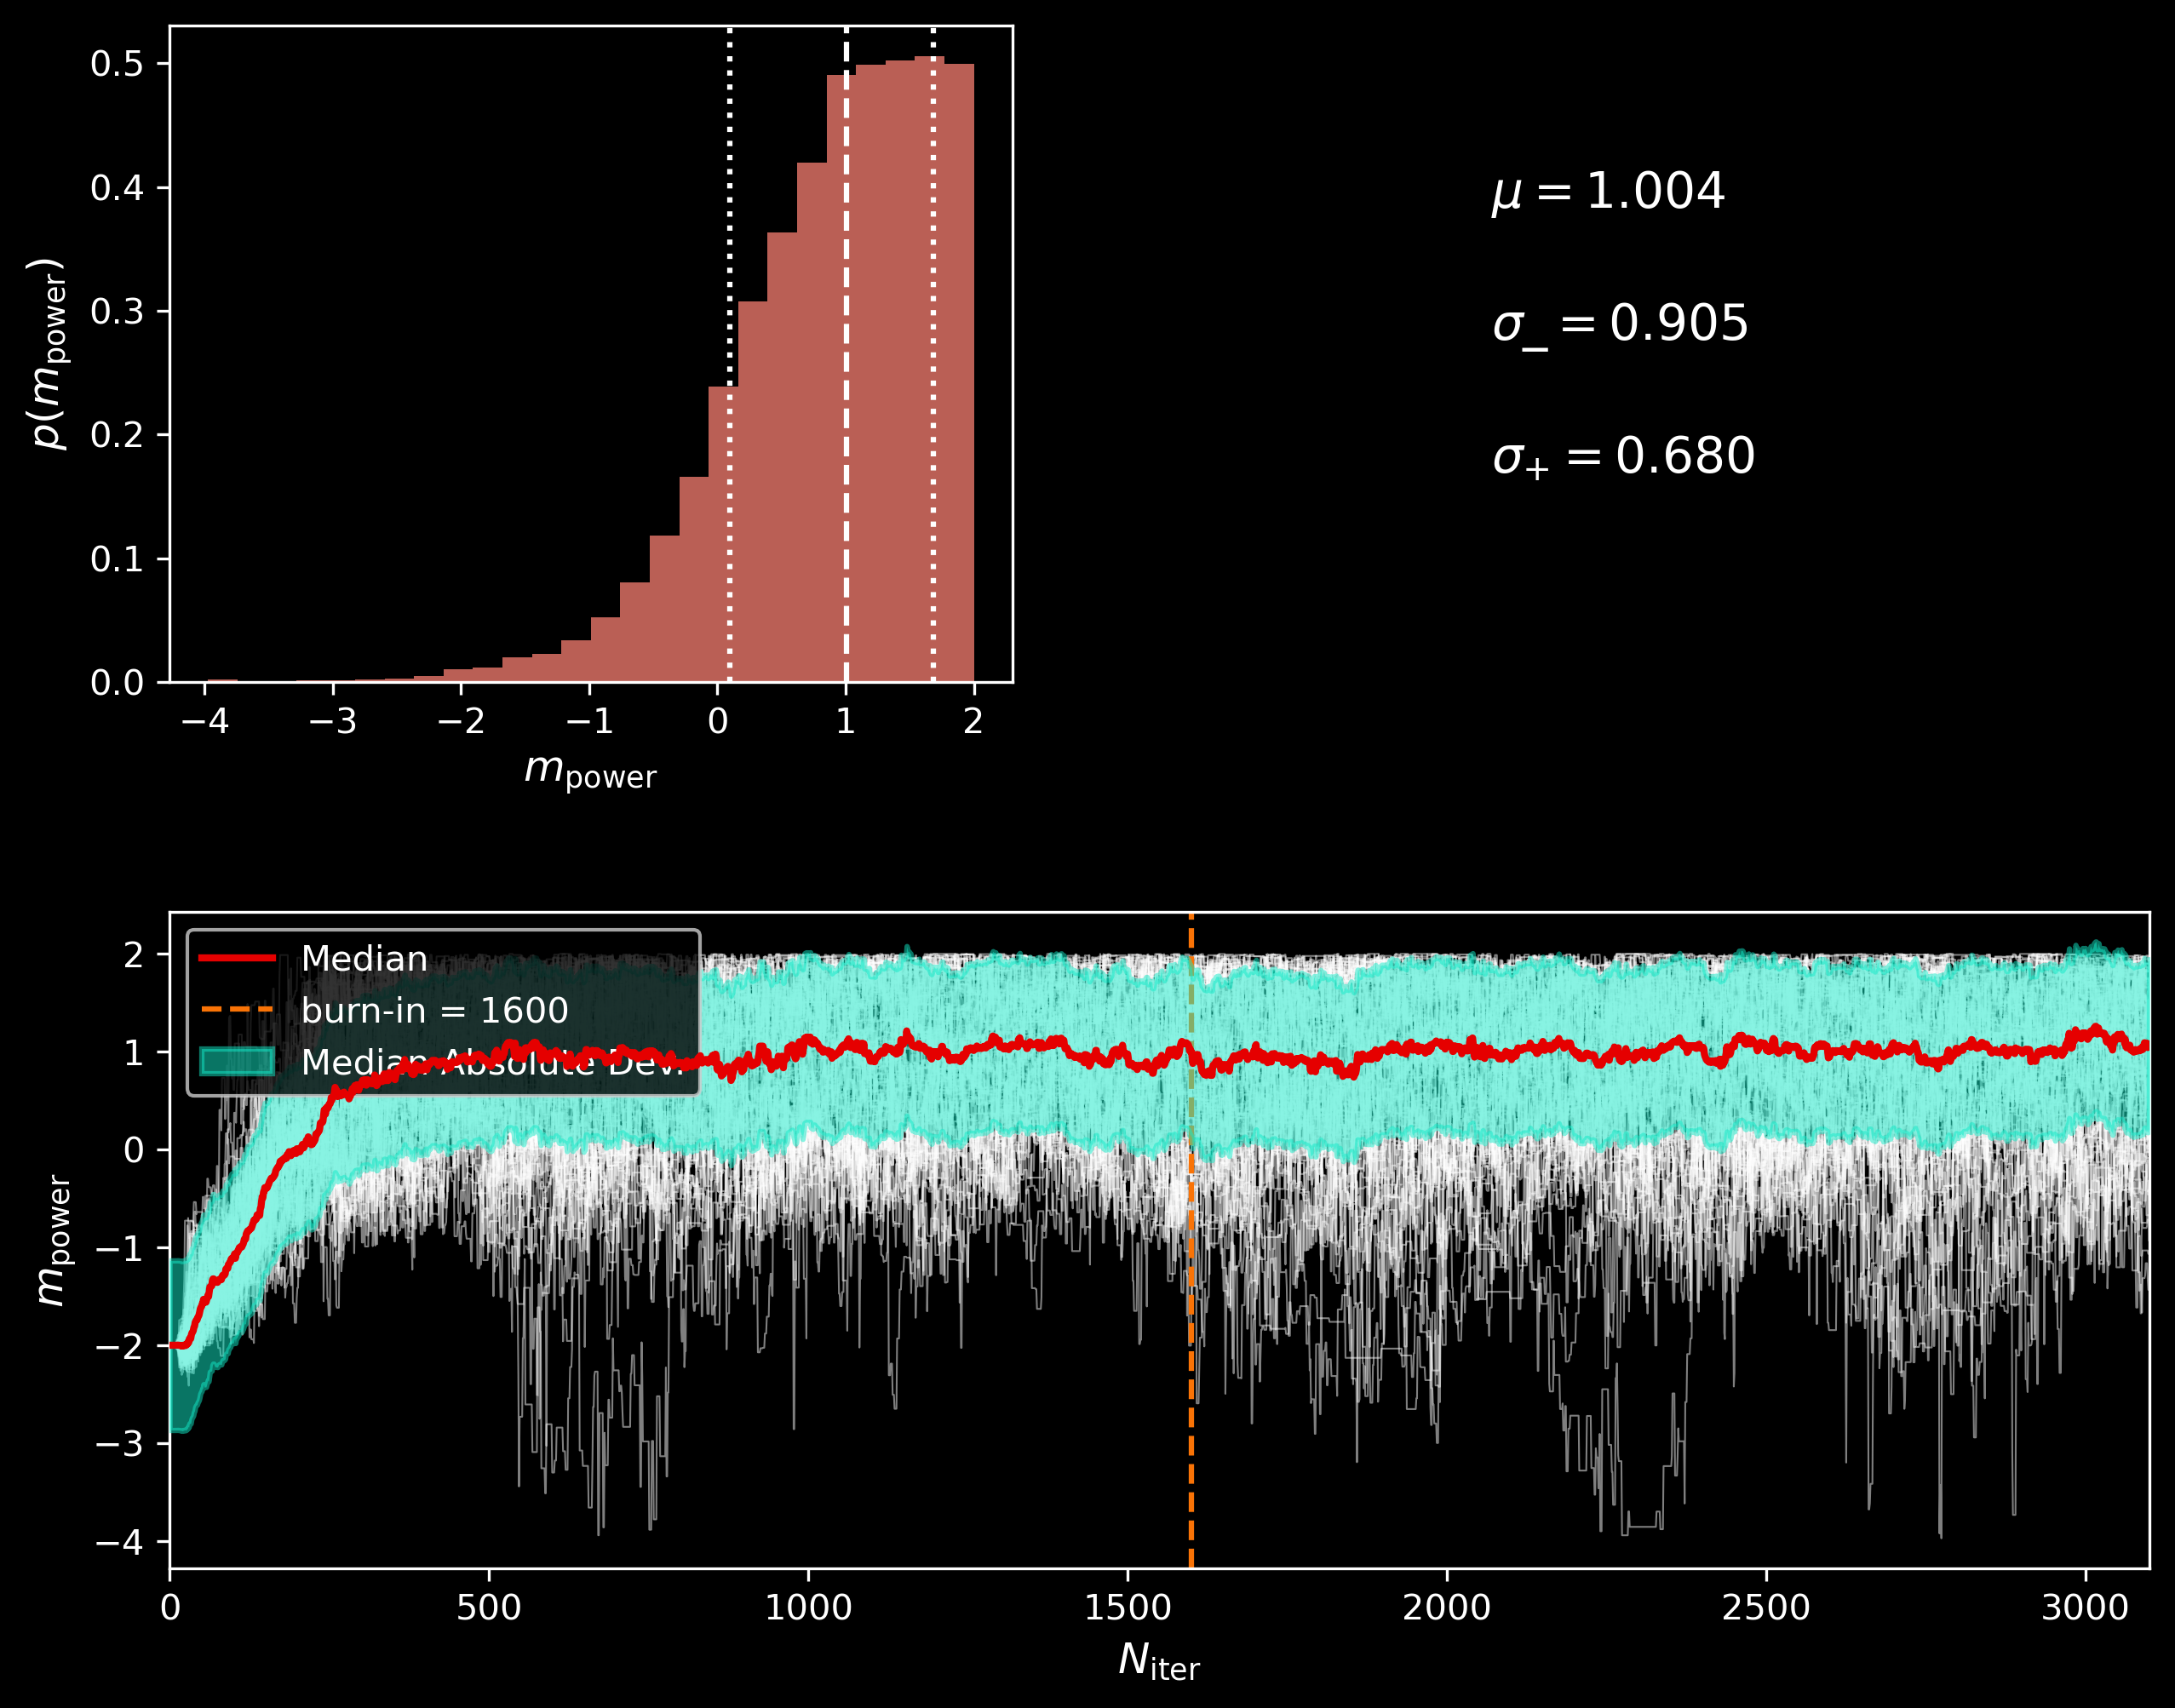 0.5
0.4
0.3
0.2
0.1
0.0
p(m_power)
−4 −3 −2 −1 0 1 2
m_power
μ = 1.004
σ_− = 0.905
σ_+ = 0.680
Median
burn-in = 1600
Median Absolute Dev.
2
1
0
−1
−2
−3
−4
m_power
0 500 1000 1500 2000 2500 3000
N_iter